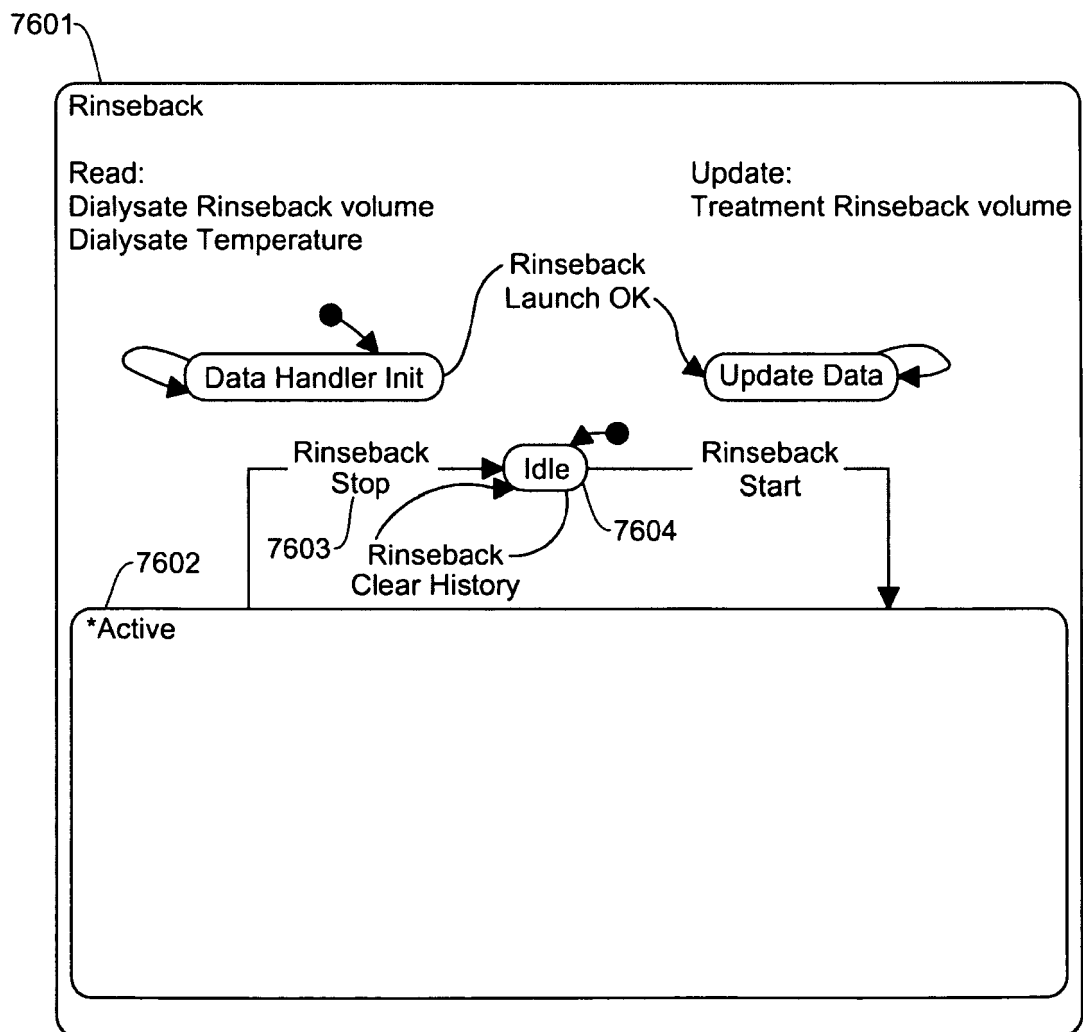 7601
Rinseback
Read:
Dialysate Rinseback volume
Dialysate Temperature
Update:
Treatment Rinseback volume
Rinseback
Launch OK
Data Handler Init
Update Data
Rinseback
Stop
Idle
Rinseback
Start
7603
7604
Rinseback
Clear History
7602
*Active